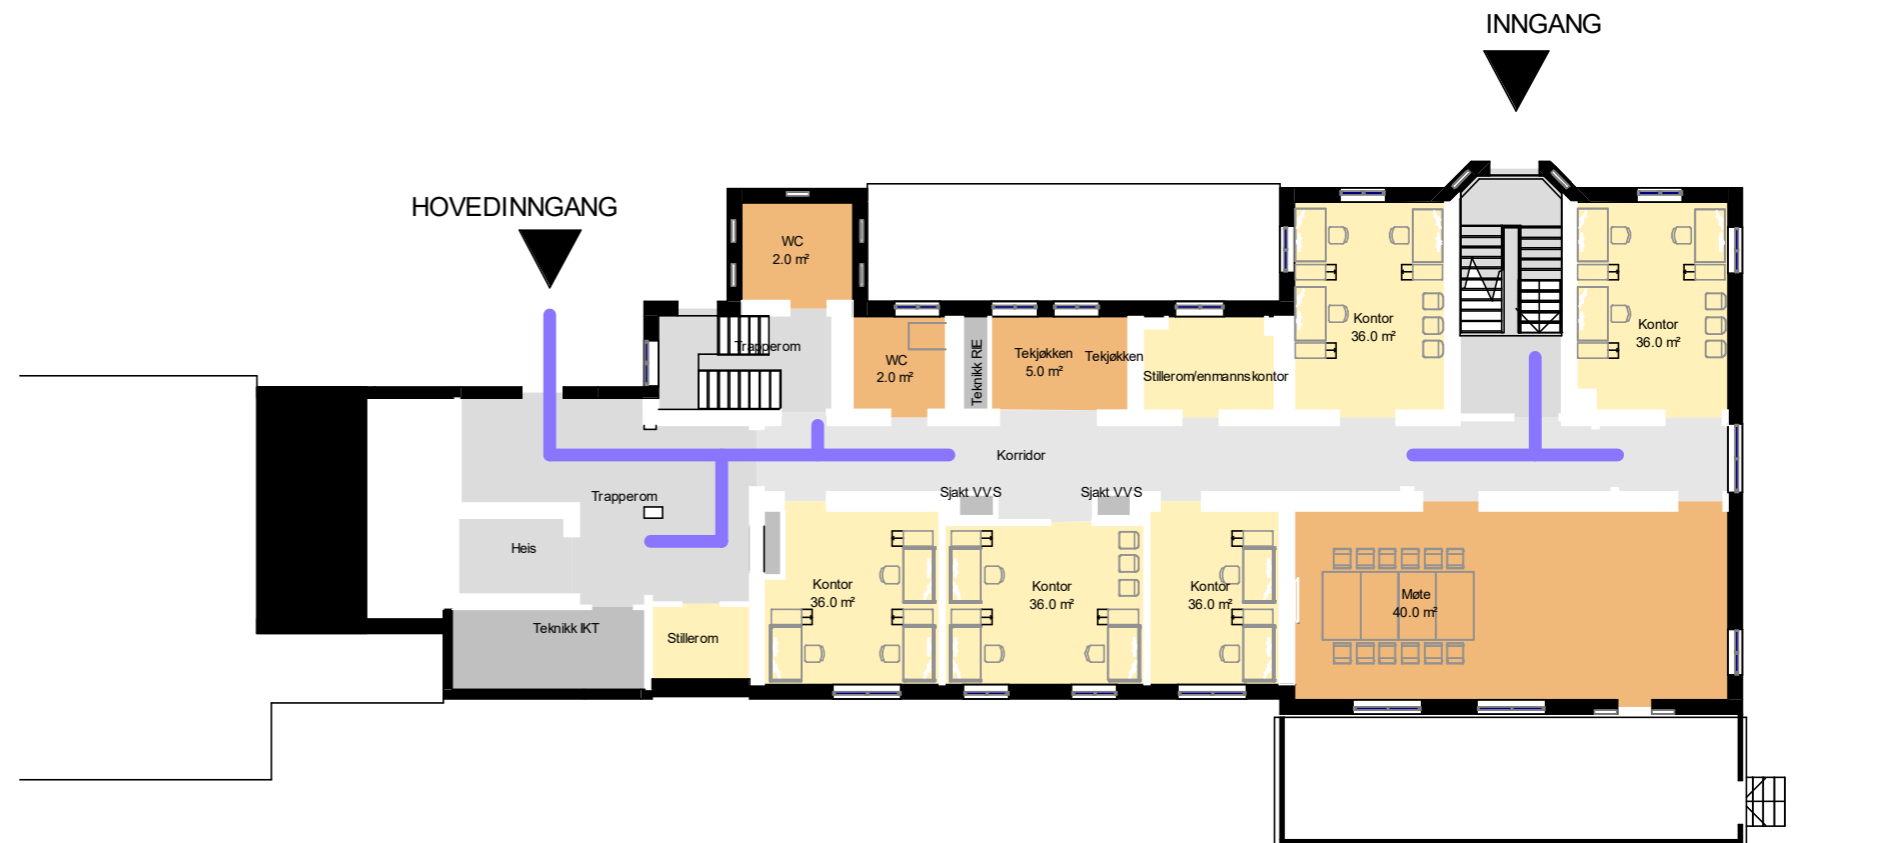 INNGANG
HOVEDINNGANG
WC
2.0 m²
Trapperom
WC
2.0 m²
Teknikk RIE
Tekjøkken
5.0 m²
Tekjøkken
Stillerom/enmannskontor
Kontor
36.0 m²
Kontor
36.0 m²
Korridor
Trapperom
Sjakt VVS
Sjakt VVS
Heis
Teknikk IKT
Stillerom
Kontor
36.0 m²
Kontor
36.0 m²
Kontor
36.0 m²
Møte
40.0 m²